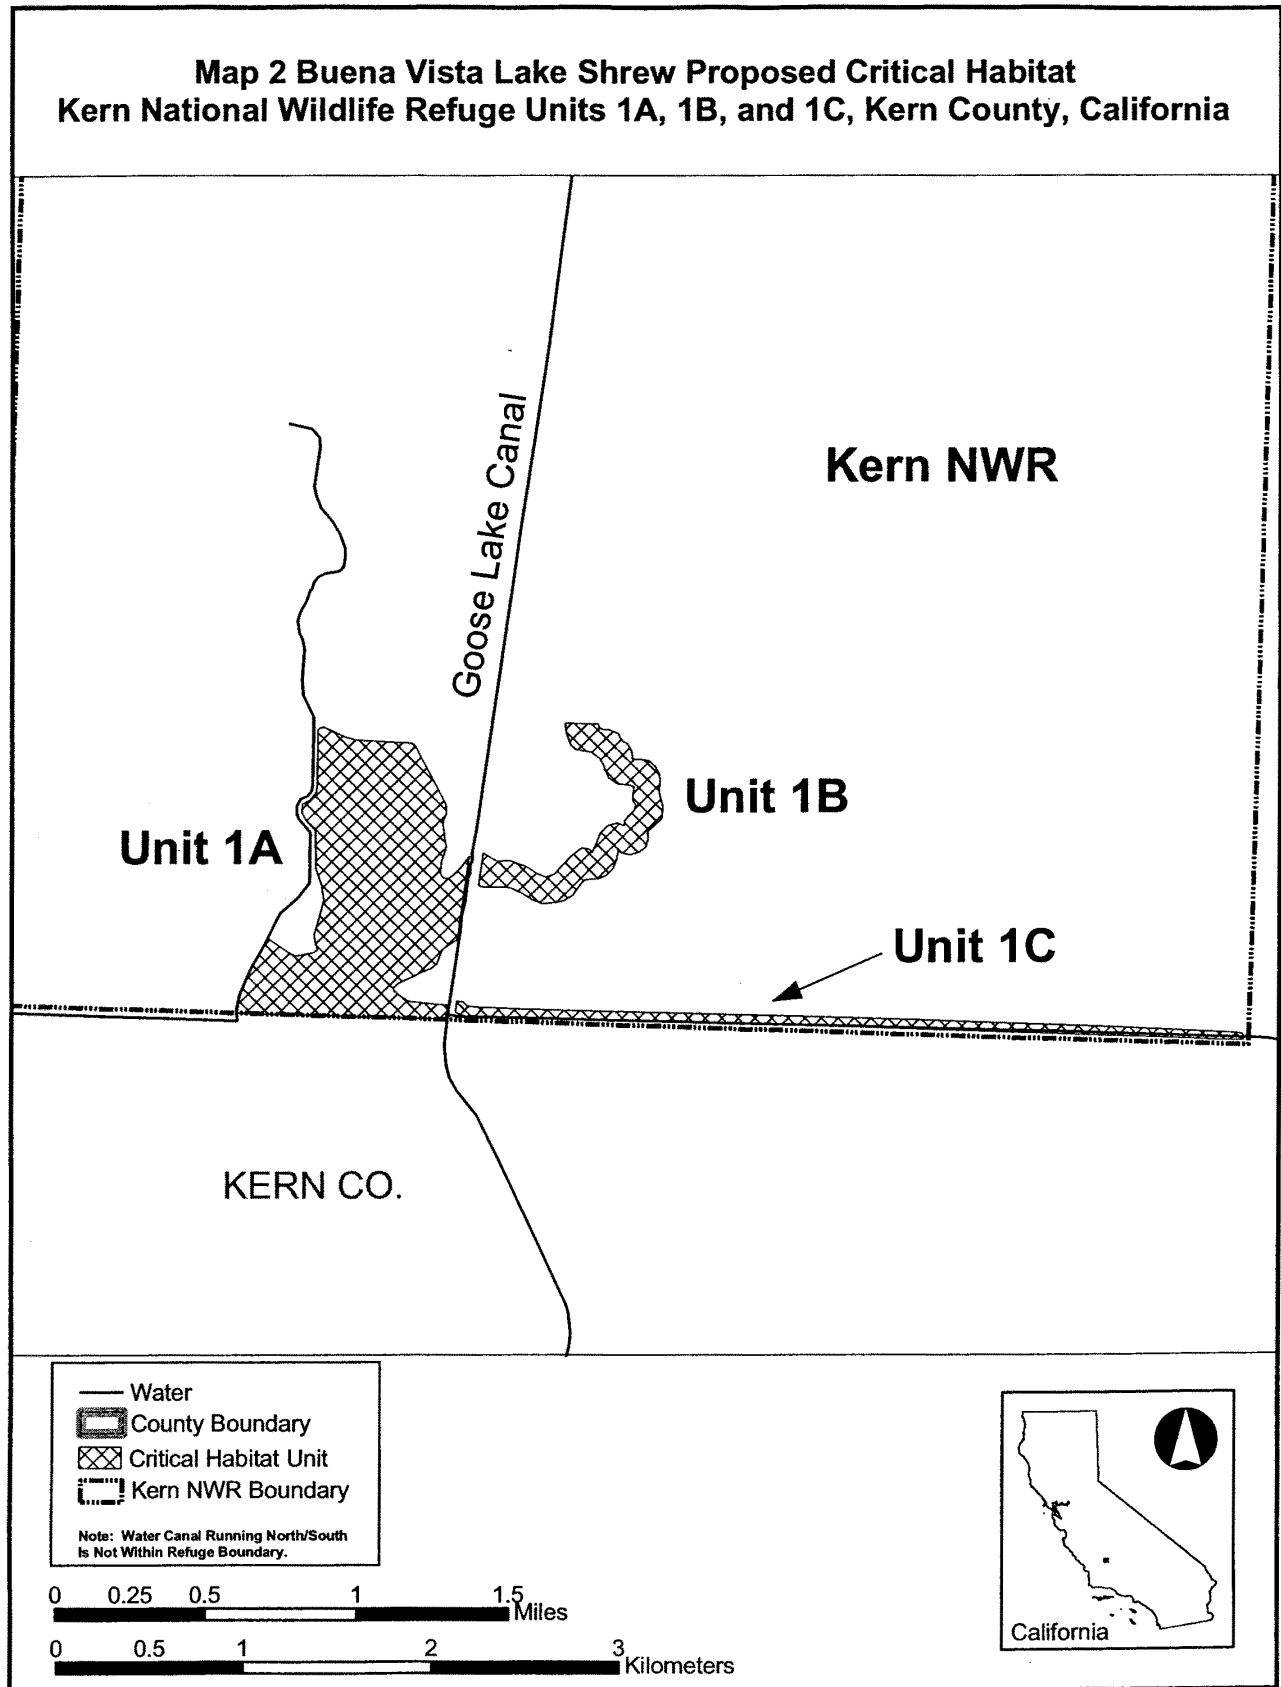 Map 2 Buena Vista Lake Shrew Proposed Critical Habitat
Kern National Wildlife Refuge Units 1A, 1B, and 1C, Kern County, California
Goose Lake Canal
Kern NWR
Unit 1B
Unit 1A
Unit 1C
KERN CO.
Water
County Boundary
Critical Habitat Unit
Kern NWR Boundary
Note: Water Canal Running North/South
Is Not Within Refuge Boundary.
0 0.25 0.5 1 1.5
Miles
0 0.5 1 2 3
Kilometers
California